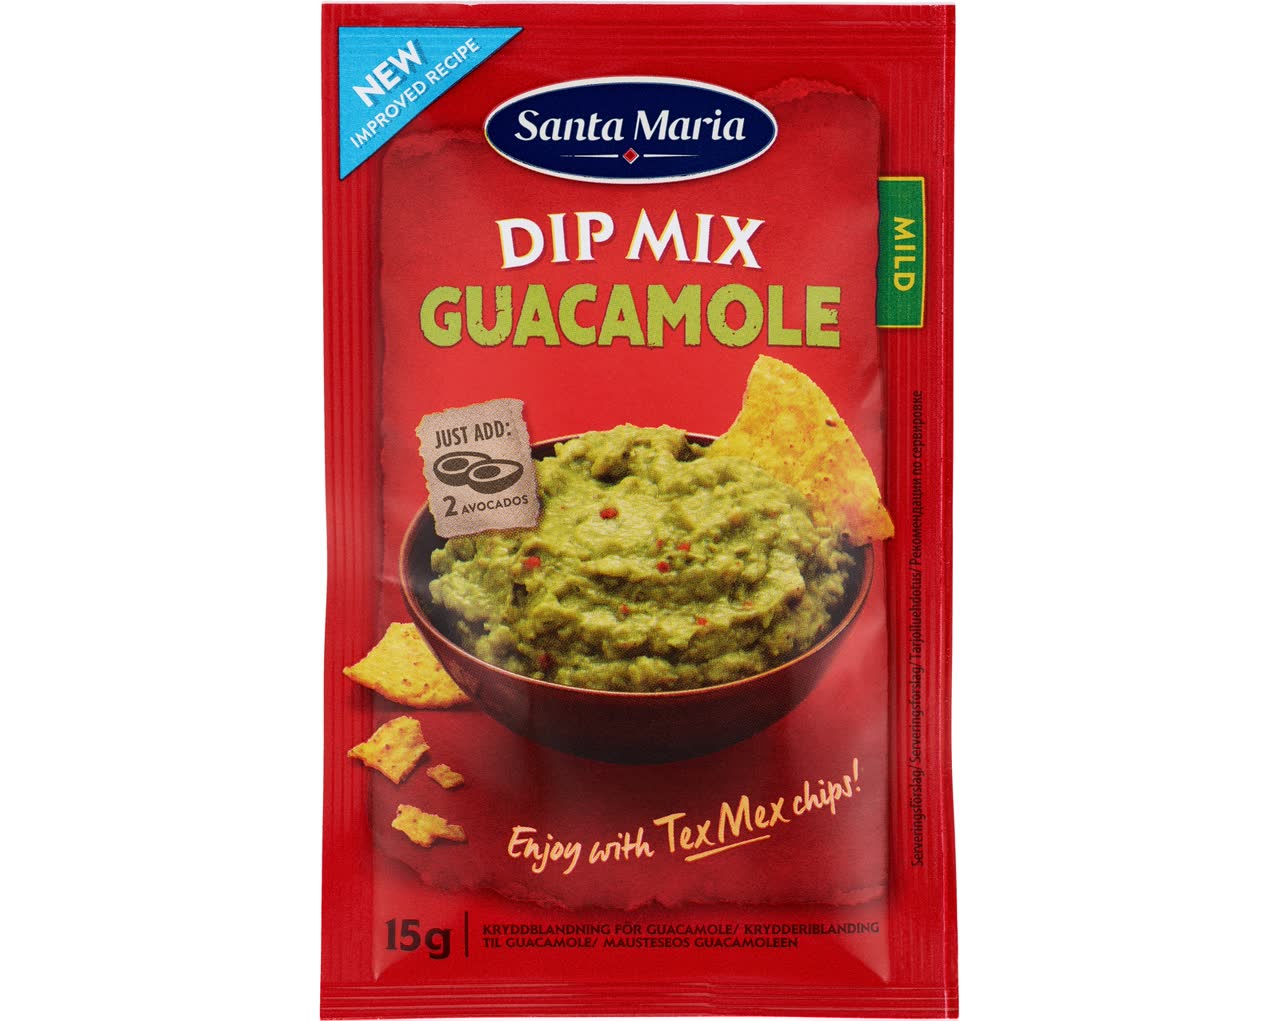 NEW
IMPROVED RECIPE
Santa Maria
DIP MIX
GUACAMOLE
MILD
JUST ADD:
2 AVOCADOS
Enjoy with Tex Mex chips!
Serveringsförslag/Serveringsforslag/Tarjoiluehdotus/Рекомендации по сервировке
15g
KRYDDBLANDNING FÖR GUACAMOLE/ KRYDDERIBLANDING
TIL GUACAMOLE/ MAUSTESEOS GUACAMOLEEN